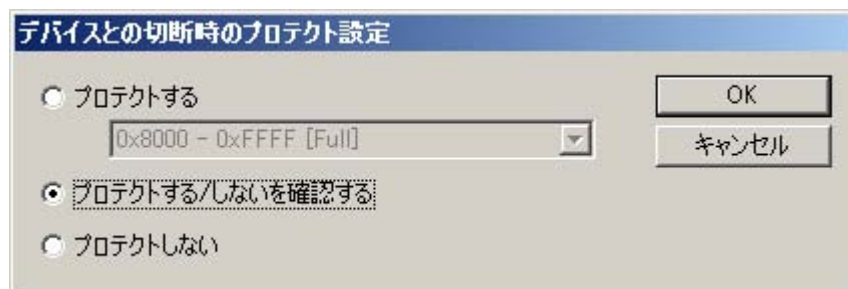 デバイスとの切断時のプロテクト設定
プロテクトする
OK
0x8000 - 0xFFFF [Full]
キャンセル
プロテクトする/しないを確認する
プロテクトしない